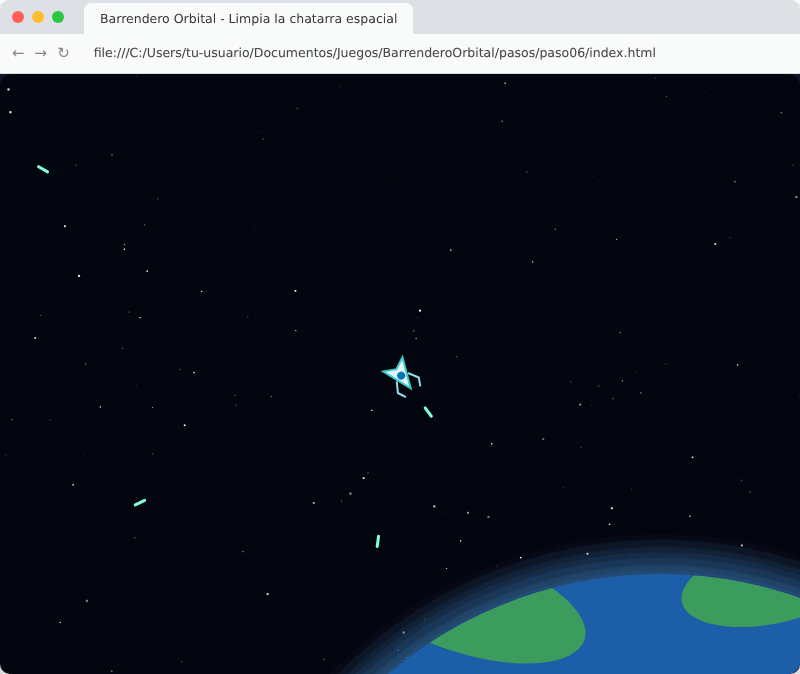 Barrendero Orbital - Limpia la chatarra espacial
file:///C:/Users/tu-usuario/Documentos/Juegos/BarrenderoOrbital/pasos/paso06/index.html